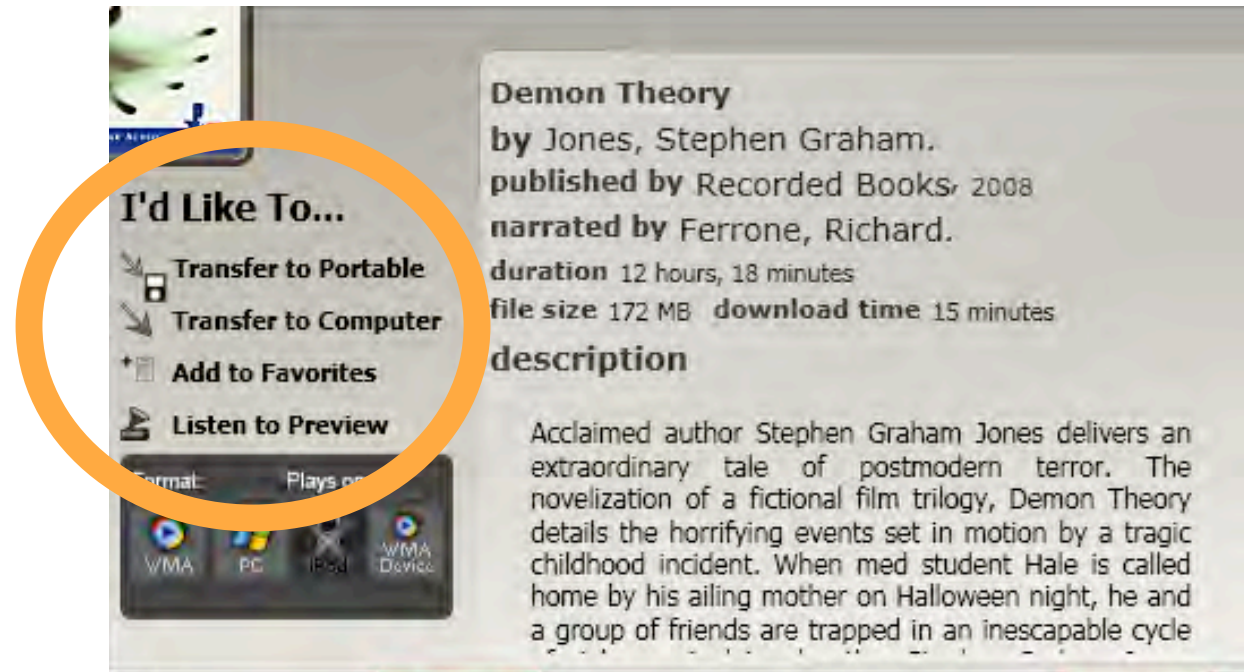 I'd Like To...
Transfer to Portable
Transfer to Computer
Add to Favorites
Listen to Preview
Format: Plays on
WMA PC iPod WMA Device
Demon Theory
by Jones, Stephen Graham.
published by Recorded Books, 2008
narrated by Ferrone, Richard.
duration 12 hours, 18 minutes
file size 172 MB download time 15 minutes
description
Acclaimed author Stephen Graham Jones delivers an
extraordinary tale of postmodern terror. The
novelization of a fictional film trilogy, Demon Theory
details the horrifying events set in motion by a tragic
childhood incident. When med student Hale is called
home by his ailing mother on Halloween night, he and
a group of friends are trapped in an inescapable cycle